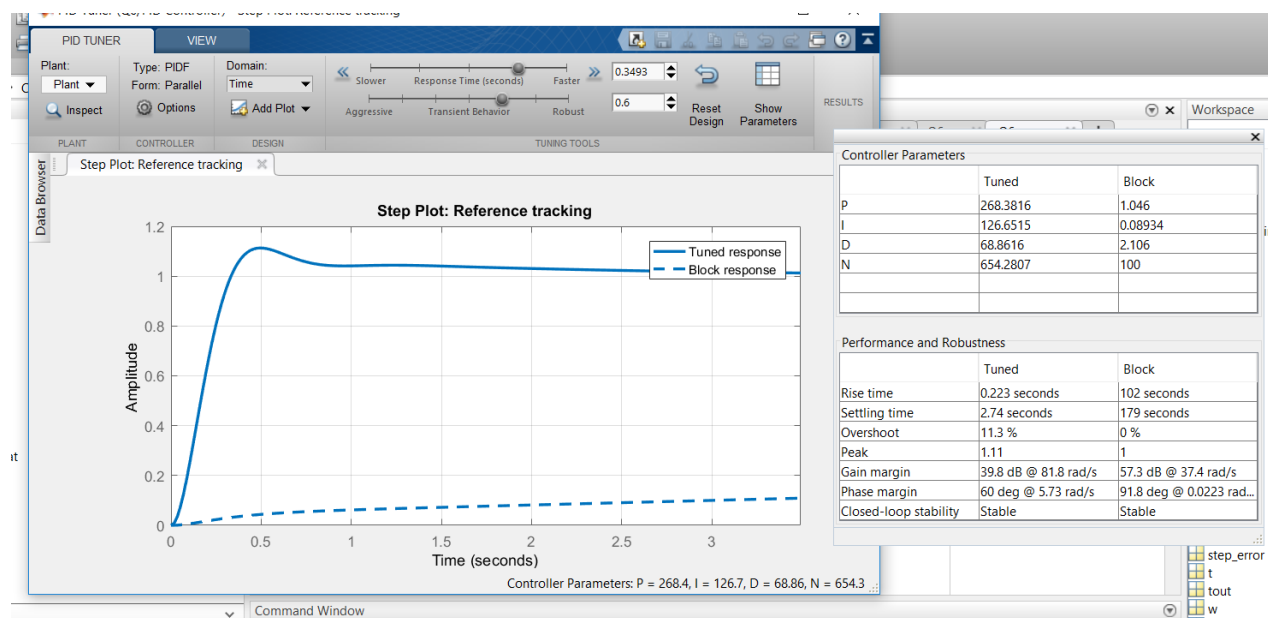 PID TUNER VIEW
Plant: Type: PIDF Domain:
Plant Form: Parallel Time Slower Response Time (seconds) Faster 0.3493
Inspect Options Add Plot Aggressive Transient Behavior Robust 0.6 Reset Design Show Parameters RESULTS
PLANT CONTROLLER DESIGN TUNING TOOLS
Data Browser
Step Plot: Reference tracking
Step Plot: Reference tracking
Tuned response
Block response
Amplitude
1.2
1
0.8
0.6
0.4
0.2
0
0 0.5 1 1.5 2 2.5 3
Time (seconds)
Controller Parameters: P = 268.4, I = 126.7, D = 68.86, N = 654.3
Command Window
Workspace
Controller Parameters
Tuned Block
P 268.3816 1.046
I 126.6515 0.08934
D 68.8616 2.106
N 654.2807 100
Performance and Robustness
Tuned Block
Rise time 0.223 seconds 102 seconds
Settling time 2.74 seconds 179 seconds
Overshoot 11.3 % 0 %
Peak 1.11 1
Gain margin 39.8 dB @ 81.8 rad/s 57.3 dB @ 37.4 rad/s
Phase margin 60 deg @ 5.73 rad/s 91.8 deg @ 0.0223 rad...
Closed-loop stability Stable Stable
step_error
t
tout
w